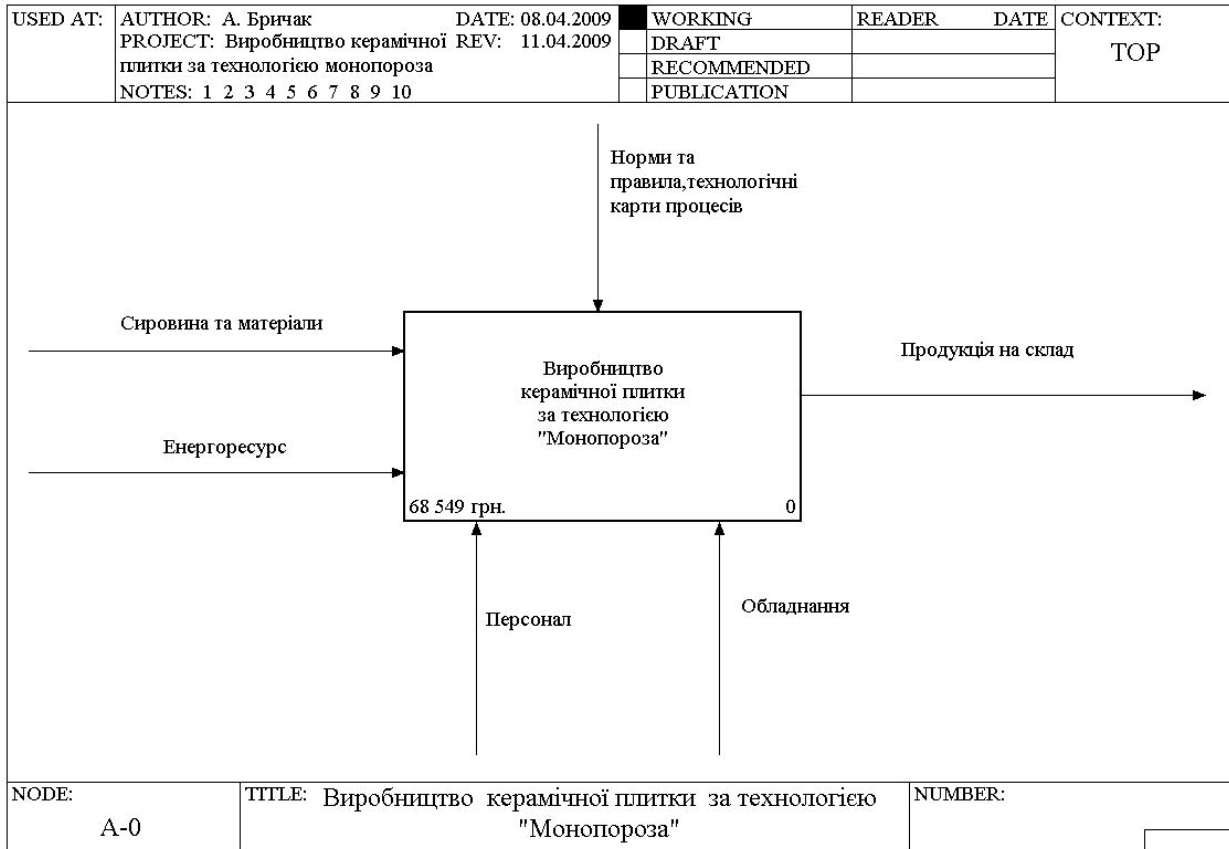 USED AT:
AUTHOR: А. Бричак DATE: 08.04.2009
PROJECT: Виробництво керамічної REV: 11.04.2009
плитки за технологією монопороза
NOTES: 1 2 3 4 5 6 7 8 9 10
WORKING
DRAFT
RECOMMENDED
PUBLICATION
READER DATE
CONTEXT:
TOP
Норми та
правила,технологічні
карти процесів
Сировина та матеріали
Енергоресурс
Виробництво
керамічної плитки
за технологією
"Монопороза"
68 549 грн. 0
Продукція на склад
Персонал
Обладнання
NODE:
A-0
TITLE: Виробництво керамічної плитки за технологією
"Монопороза"
NUMBER: